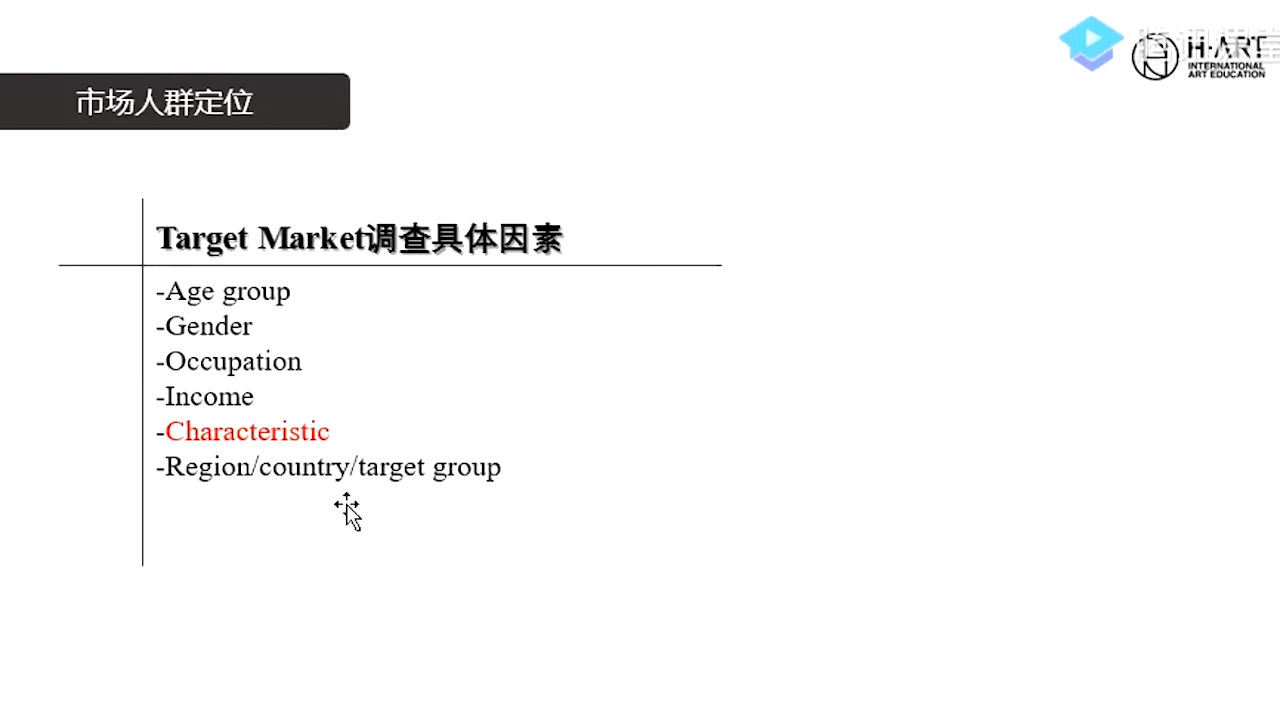 H·ART
INTERNATIONAL
ART EDUCATION
市场人群定位
Target Market调查具体因素
-Age group
-Gender
-Occupation
-Income
-Characteristic
-Region/country/target group